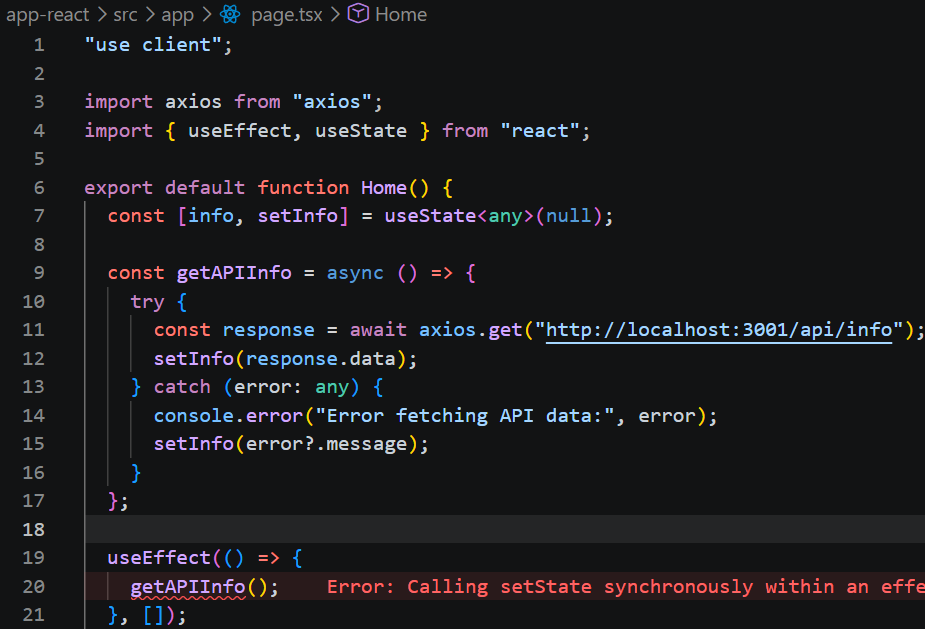 app-react > src > app > page.tsx > Home
1 "use client";
2
3 import axios from "axios";
4 import { useEffect, useState } from "react";
5
6 export default function Home() {
7 const [info, setInfo] = useState<any>(null);
8
9 const getAPIInfo = async () => {
10 try {
11 const response = await axios.get("http://localhost:3001/api/info");
12 setInfo(response.data);
13 } catch (error: any) {
14 console.error("Error fetching API data:", error);
15 setInfo(error?.message);
16 }
17 };
18
19 useEffect(() => {
20 getAPIInfo(); Error: Calling setState synchronously within an effe
21 }, []);